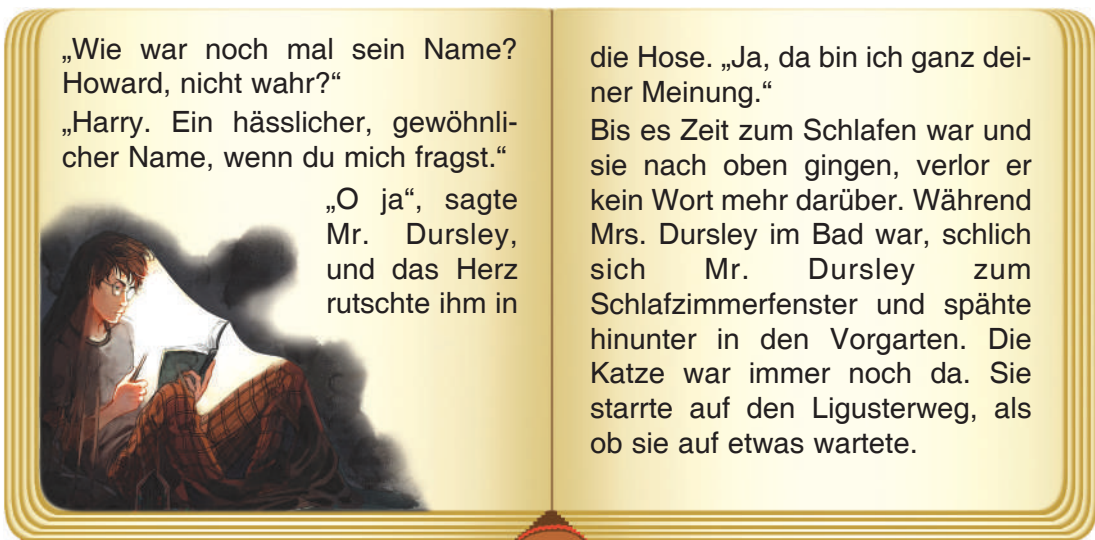 „Wie war noch mal sein Name?
Howard, nicht wahr?“
„Harry. Ein hässlicher, gewöhnli-
cher Name, wenn du mich fragst.“
„O ja“, sagte
Mr. Dursley,
und das Herz
rutschte ihm in
die Hose. „Ja, da bin ich ganz dei-
ner Meinung.“
Bis es Zeit zum Schlafen war und
sie nach oben gingen, verlor er
kein Wort mehr darüber. Während
Mrs. Dursley im Bad war, schlich
sich Mr. Dursley zum
Schlafzimmerfenster und spähte
hinunter in den Vorgarten. Die
Katze war immer noch da. Sie
starrte auf den Ligusterweg, als
ob sie auf etwas wartete.